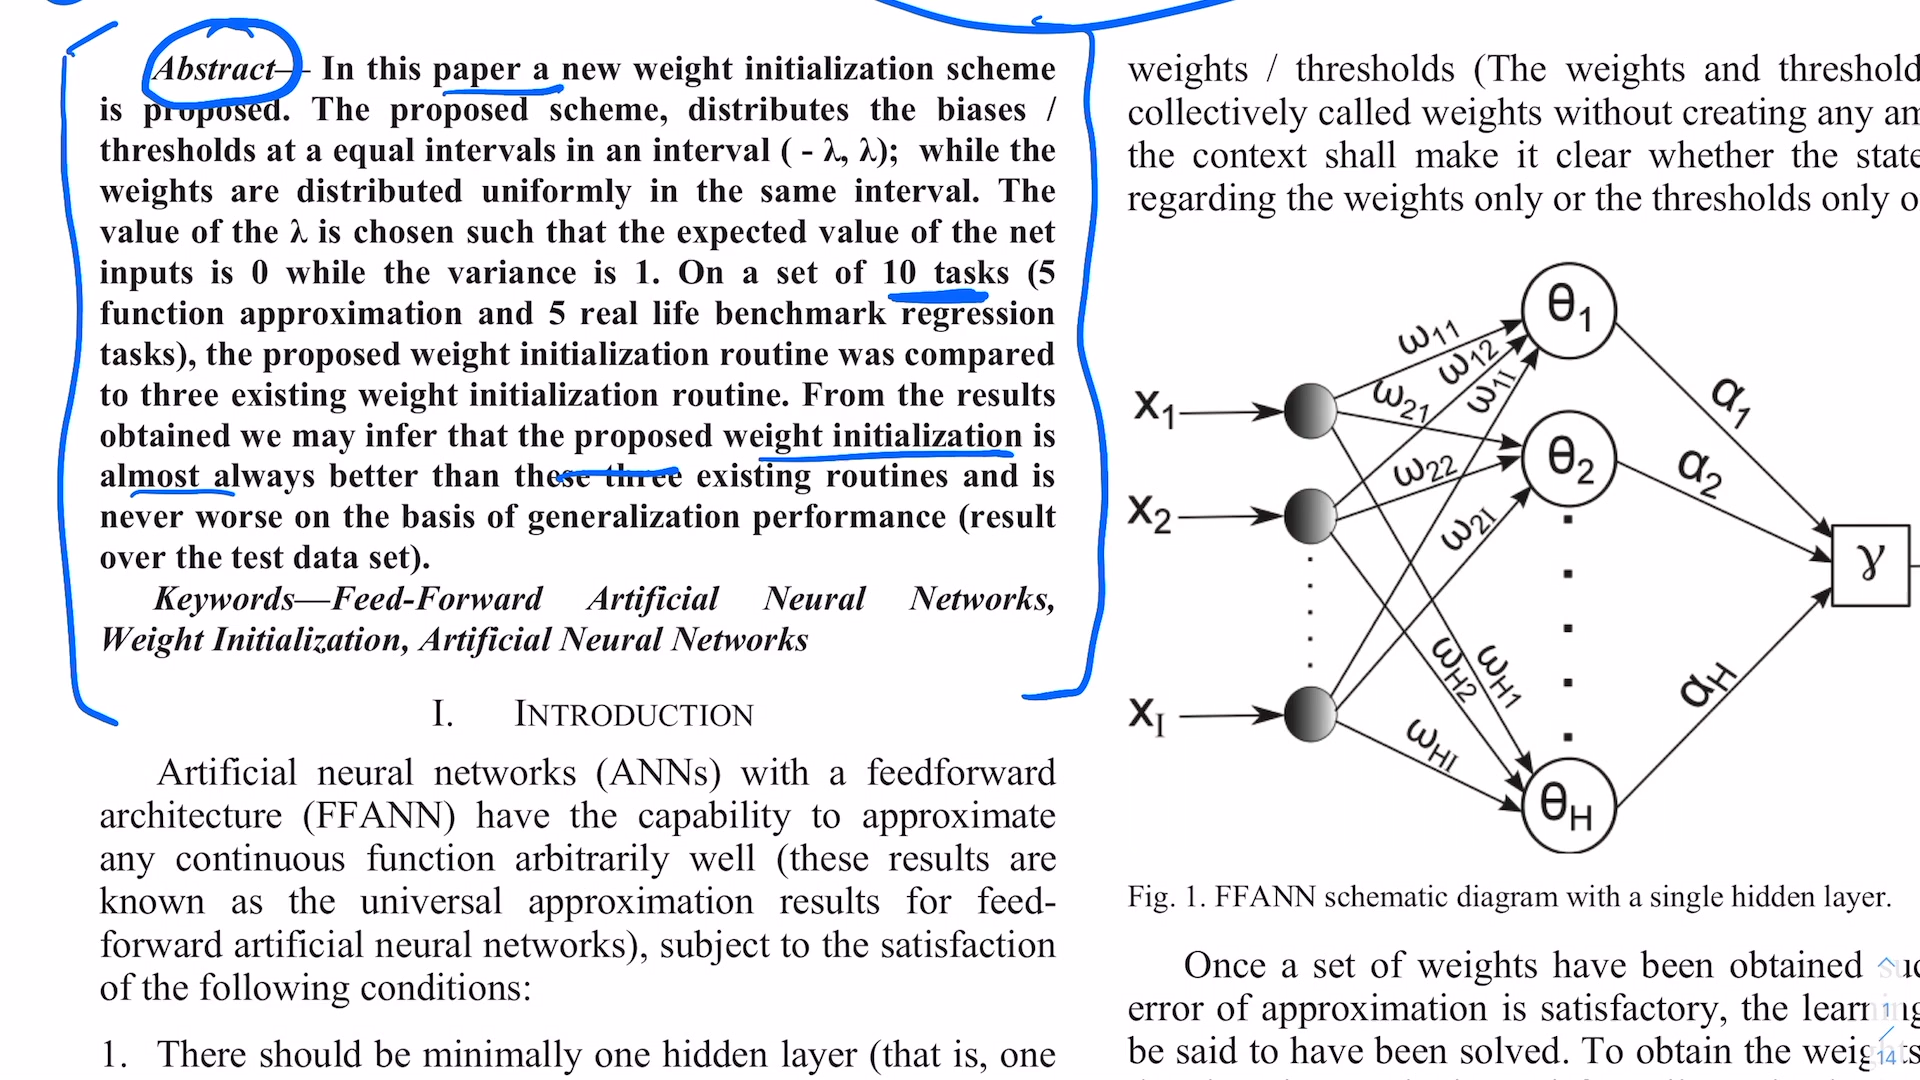 Abstract— In this paper a new weight initialization scheme
is proposed. The proposed scheme, distributes the biases /
thresholds at a equal intervals in an interval ( - λ, λ); while the
weights are distributed uniformly in the same interval. The
value of the λ is chosen such that the expected value of the net
inputs is 0 while the variance is 1. On a set of 10 tasks (5
function approximation and 5 real life benchmark regression
tasks), the proposed weight initialization routine was compared
to three existing weight initialization routine. From the results
obtained we may infer that the proposed weight initialization is
almost always better than these three existing routines and is
never worse on the basis of generalization performance (result
over the test data set).
Keywords—Feed-Forward Artificial Neural Networks,
Weight Initialization, Artificial Neural Networks
I. INTRODUCTION
Artificial neural networks (ANNs) with a feedforward
architecture (FFANN) have the capability to approximate
any continuous function arbitrarily well (these results are
known as the universal approximation results for feed-
forward artificial neural networks), subject to the satisfaction
of the following conditions:
1. There should be minimally one hidden layer (that is, one
weights / thresholds (The weights and threshold
collectively called weights without creating any am
the context shall make it clear whether the state
regarding the weights only or the thresholds only o
x1
x2
xI
ω11
ω12
ω1I
ω21
ω22
ω2I
ωH2
ωH1
ωHI
θ1
θ2
θH
α1
α2
αH
γ
Fig. 1. FFANN schematic diagram with a single hidden layer.
Once a set of weights have been obtained suc
error of approximation is satisfactory, the learning
be said to have been solved. To obtain the weights
1
/
14